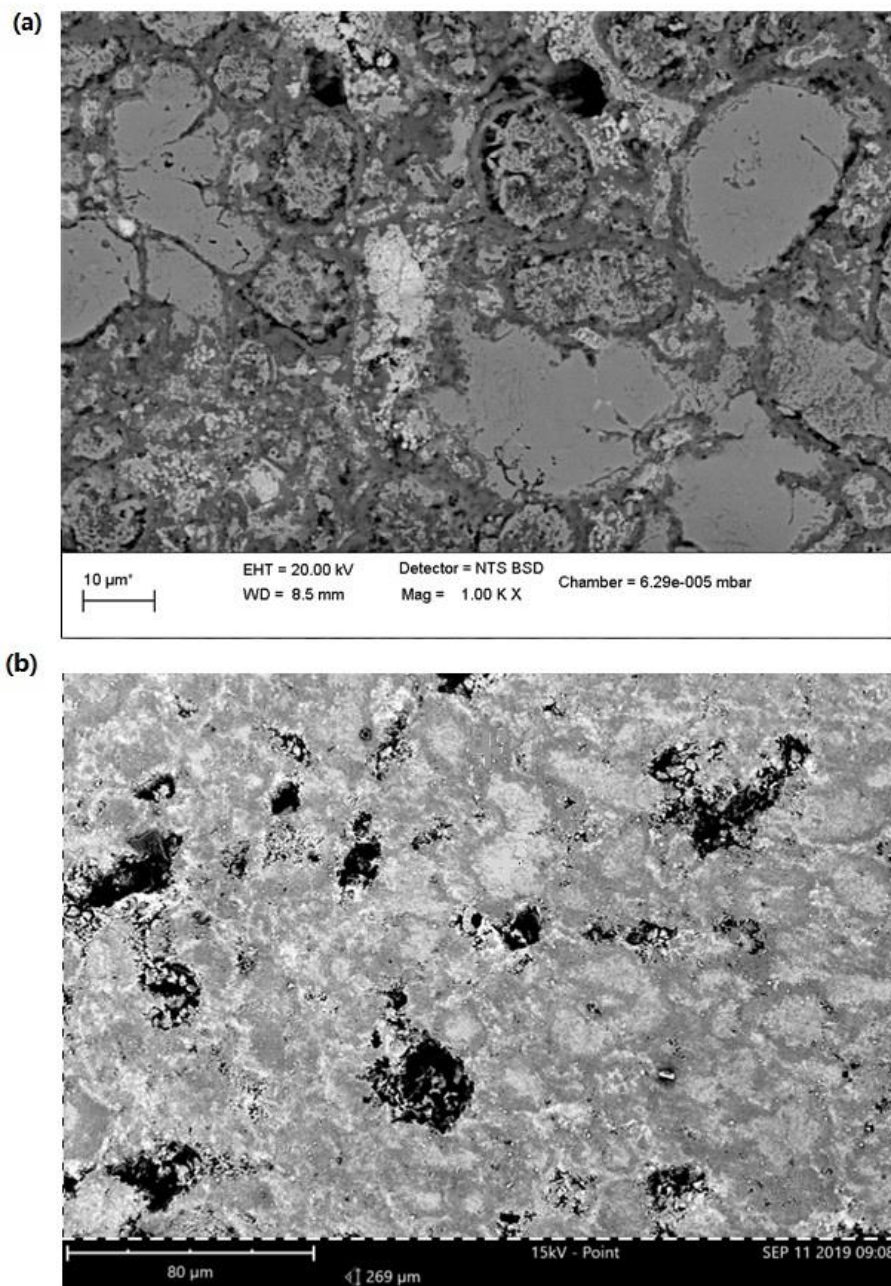 (a)
10 µm*
EHT = 20.00 kV
WD = 8.5 mm
Detector = NTS BSD
Mag = 1.00 K X
Chamber = 6.29e-005 mbar
(b)
80 µm
269 µm
15kV - Point
SEP 11 2019 09:08